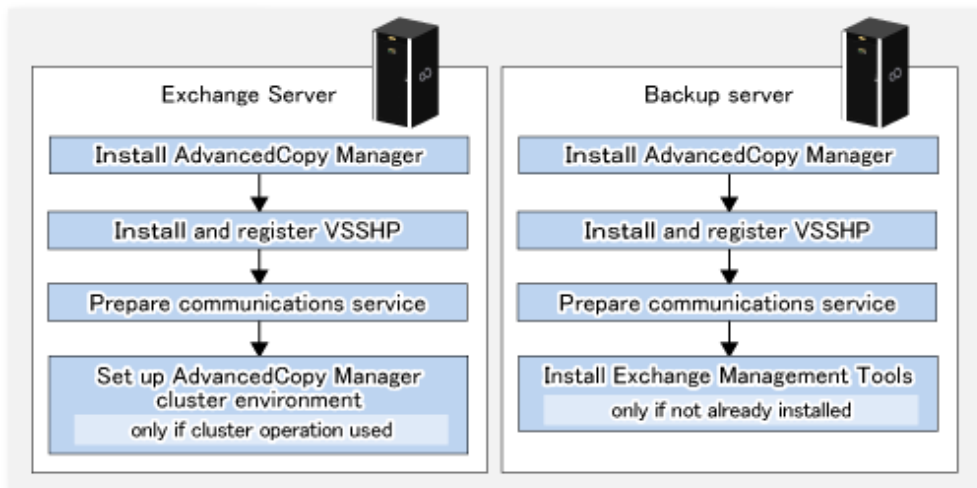 Exchange Server
Install AdvancedCopy Manager
Install and register VSSHP
Prepare communications service
Set up AdvancedCopy Manager
cluster environment
only if cluster operation used
Backup server
Install AdvancedCopy Manager
Install and register VSSHP
Prepare communications service
Install Exchange Management Tools
only if not already installed